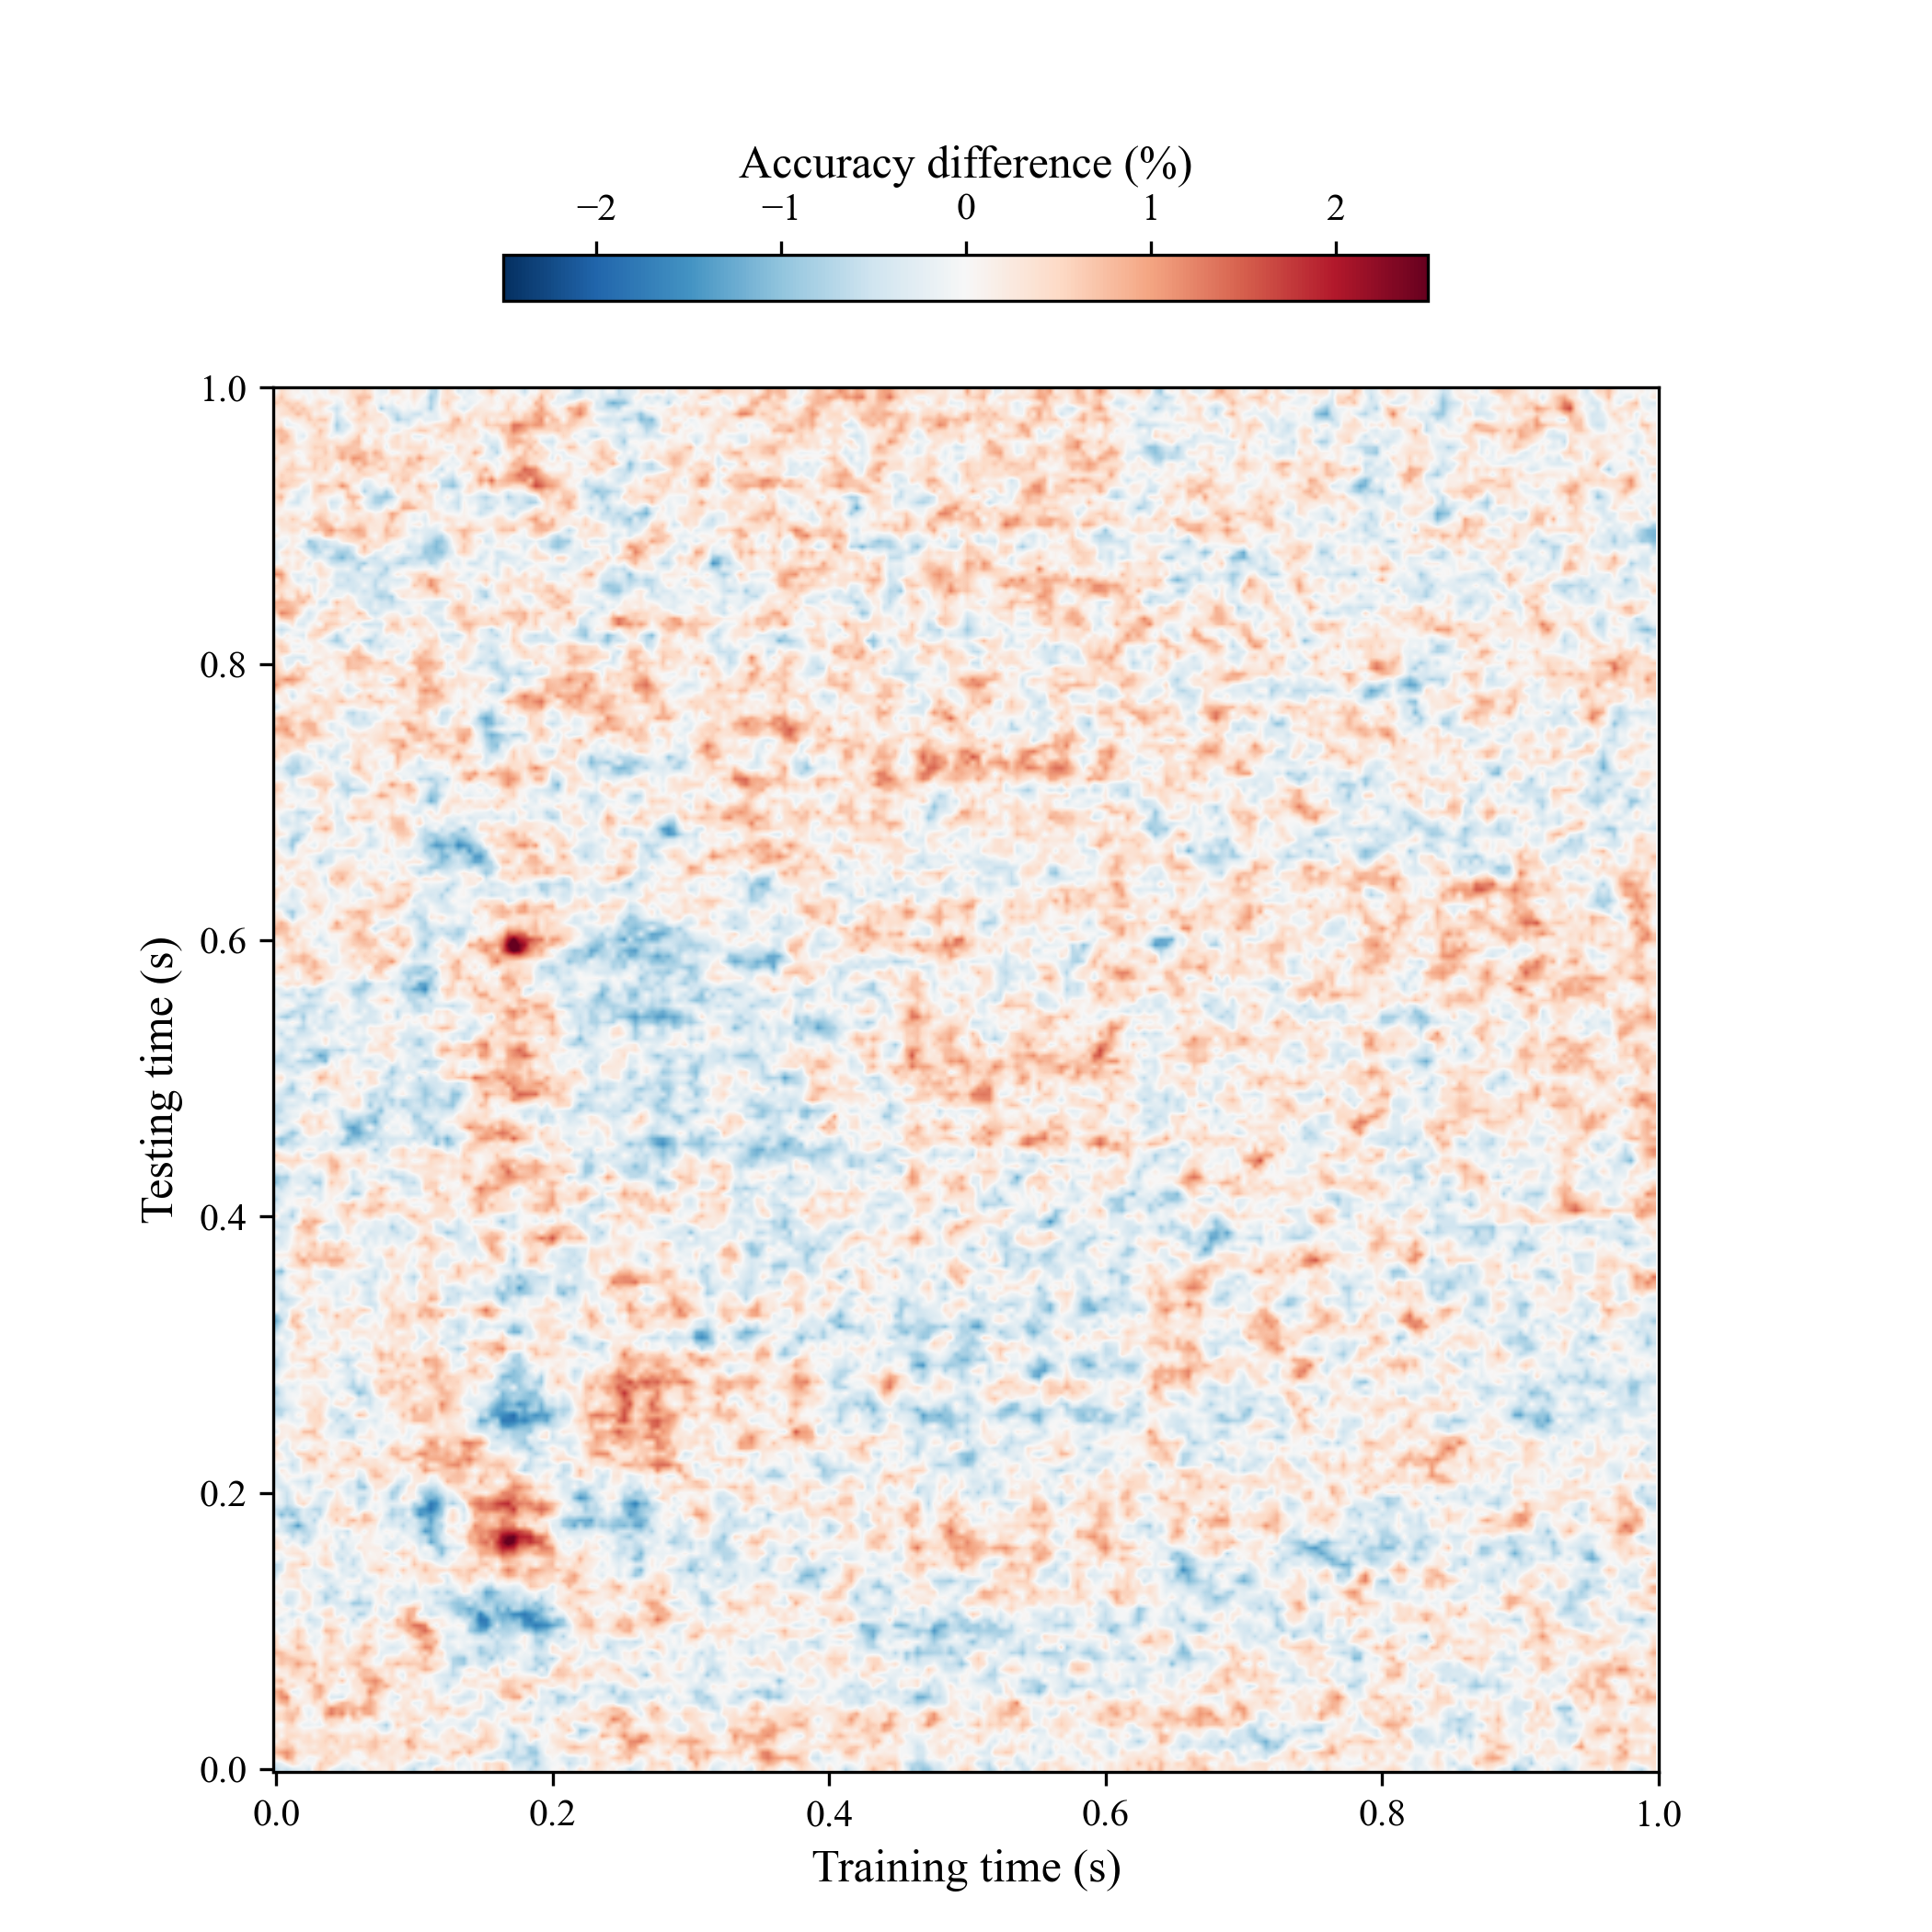 Accuracy difference (%)
−2 −1 0 1 2
1.0
0.8
0.6
0.4
0.2
0.0
Testing time (s)
0.0 0.2 0.4 0.6 0.8 1.0
Training time (s)